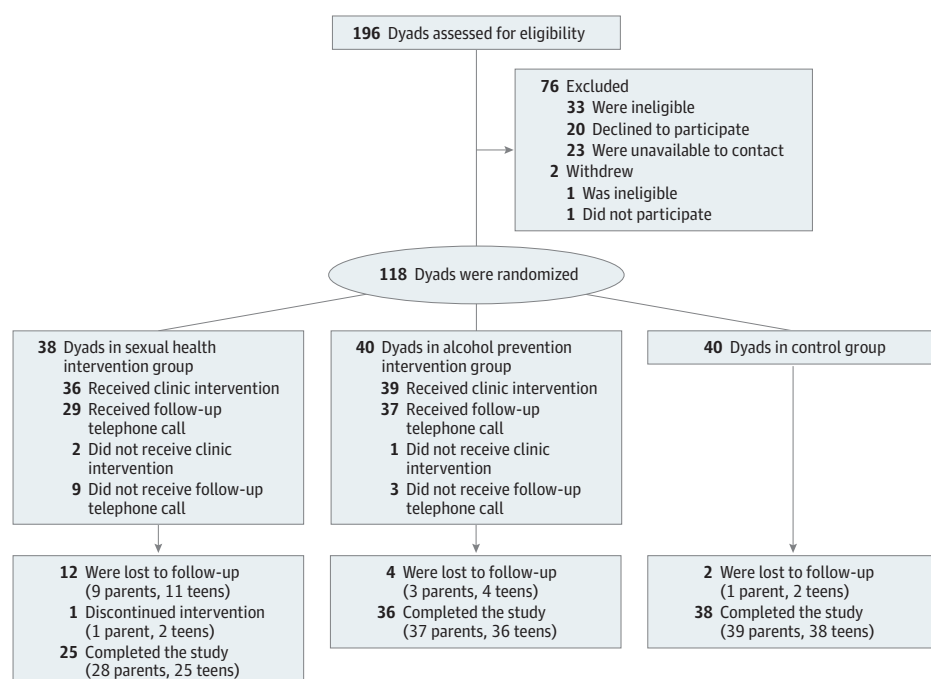 196 Dyads assessed for eligibility
76 Excluded
33 Were ineligible
20 Declined to participate
23 Were unavailable to contact
2 Withdrew
1 Was ineligible
1 Did not participate
118 Dyads were randomized
38 Dyads in sexual health
intervention group
36 Received clinic intervention
29 Received follow-up
telephone call
2 Did not receive clinic
intervention
9 Did not receive follow-up
telephone call
40 Dyads in alcohol prevention
intervention group
39 Received clinic intervention
37 Received follow-up
telephone call
1 Did not receive clinic
intervention
3 Did not receive follow-up
telephone call
40 Dyads in control group
12 Were lost to follow-up
(9 parents, 11 teens)
1 Discontinued intervention
(1 parent, 2 teens)
25 Completed the study
(28 parents, 25 teens)
4 Were lost to follow-up
(3 parents, 4 teens)
36 Completed the study
(37 parents, 36 teens)
2 Were lost to follow-up
(1 parent, 2 teens)
38 Completed the study
(39 parents, 38 teens)